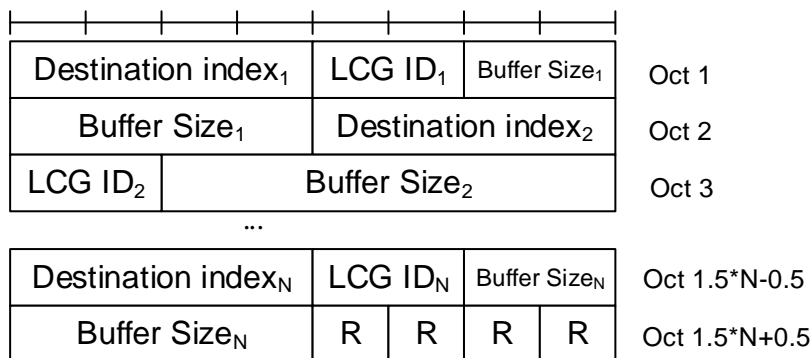 Destination index₁ LCG ID₁ Buffer Size₁ Oct 1
Buffer Size₁ Destination index₂ Oct 2
LCG ID₂ Buffer Size₂ Oct 3
...
Destination indexN LCG IDN Buffer SizeN Oct 1.5*N-0.5
Buffer SizeN R R R R Oct 1.5*N+0.5